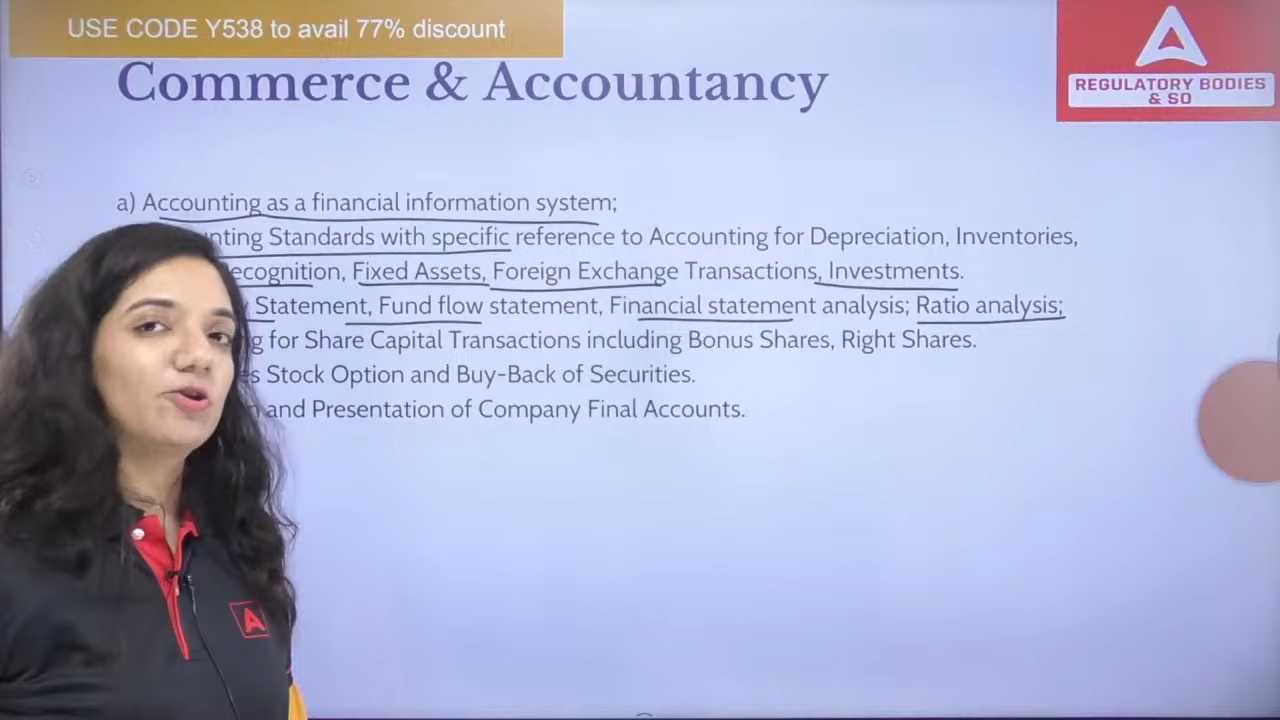 USE CODE Y538 to avail 77% discount
Commerce & Accountancy
REGULATORY BODIES
& SO
a) Accounting as a financial information system;
Standards with specific reference to Accounting for Depreciation, Inventories,
Fixed Assets, Foreign Exchange Transactions, Investments.
Statement, Fund flow statement, Financial statement analysis; Ratio analysis;
for Share Capital Transactions including Bonus Shares, Right Shares.
Stock Option and Buy-Back of Securities.
and Presentation of Company Final Accounts.
A